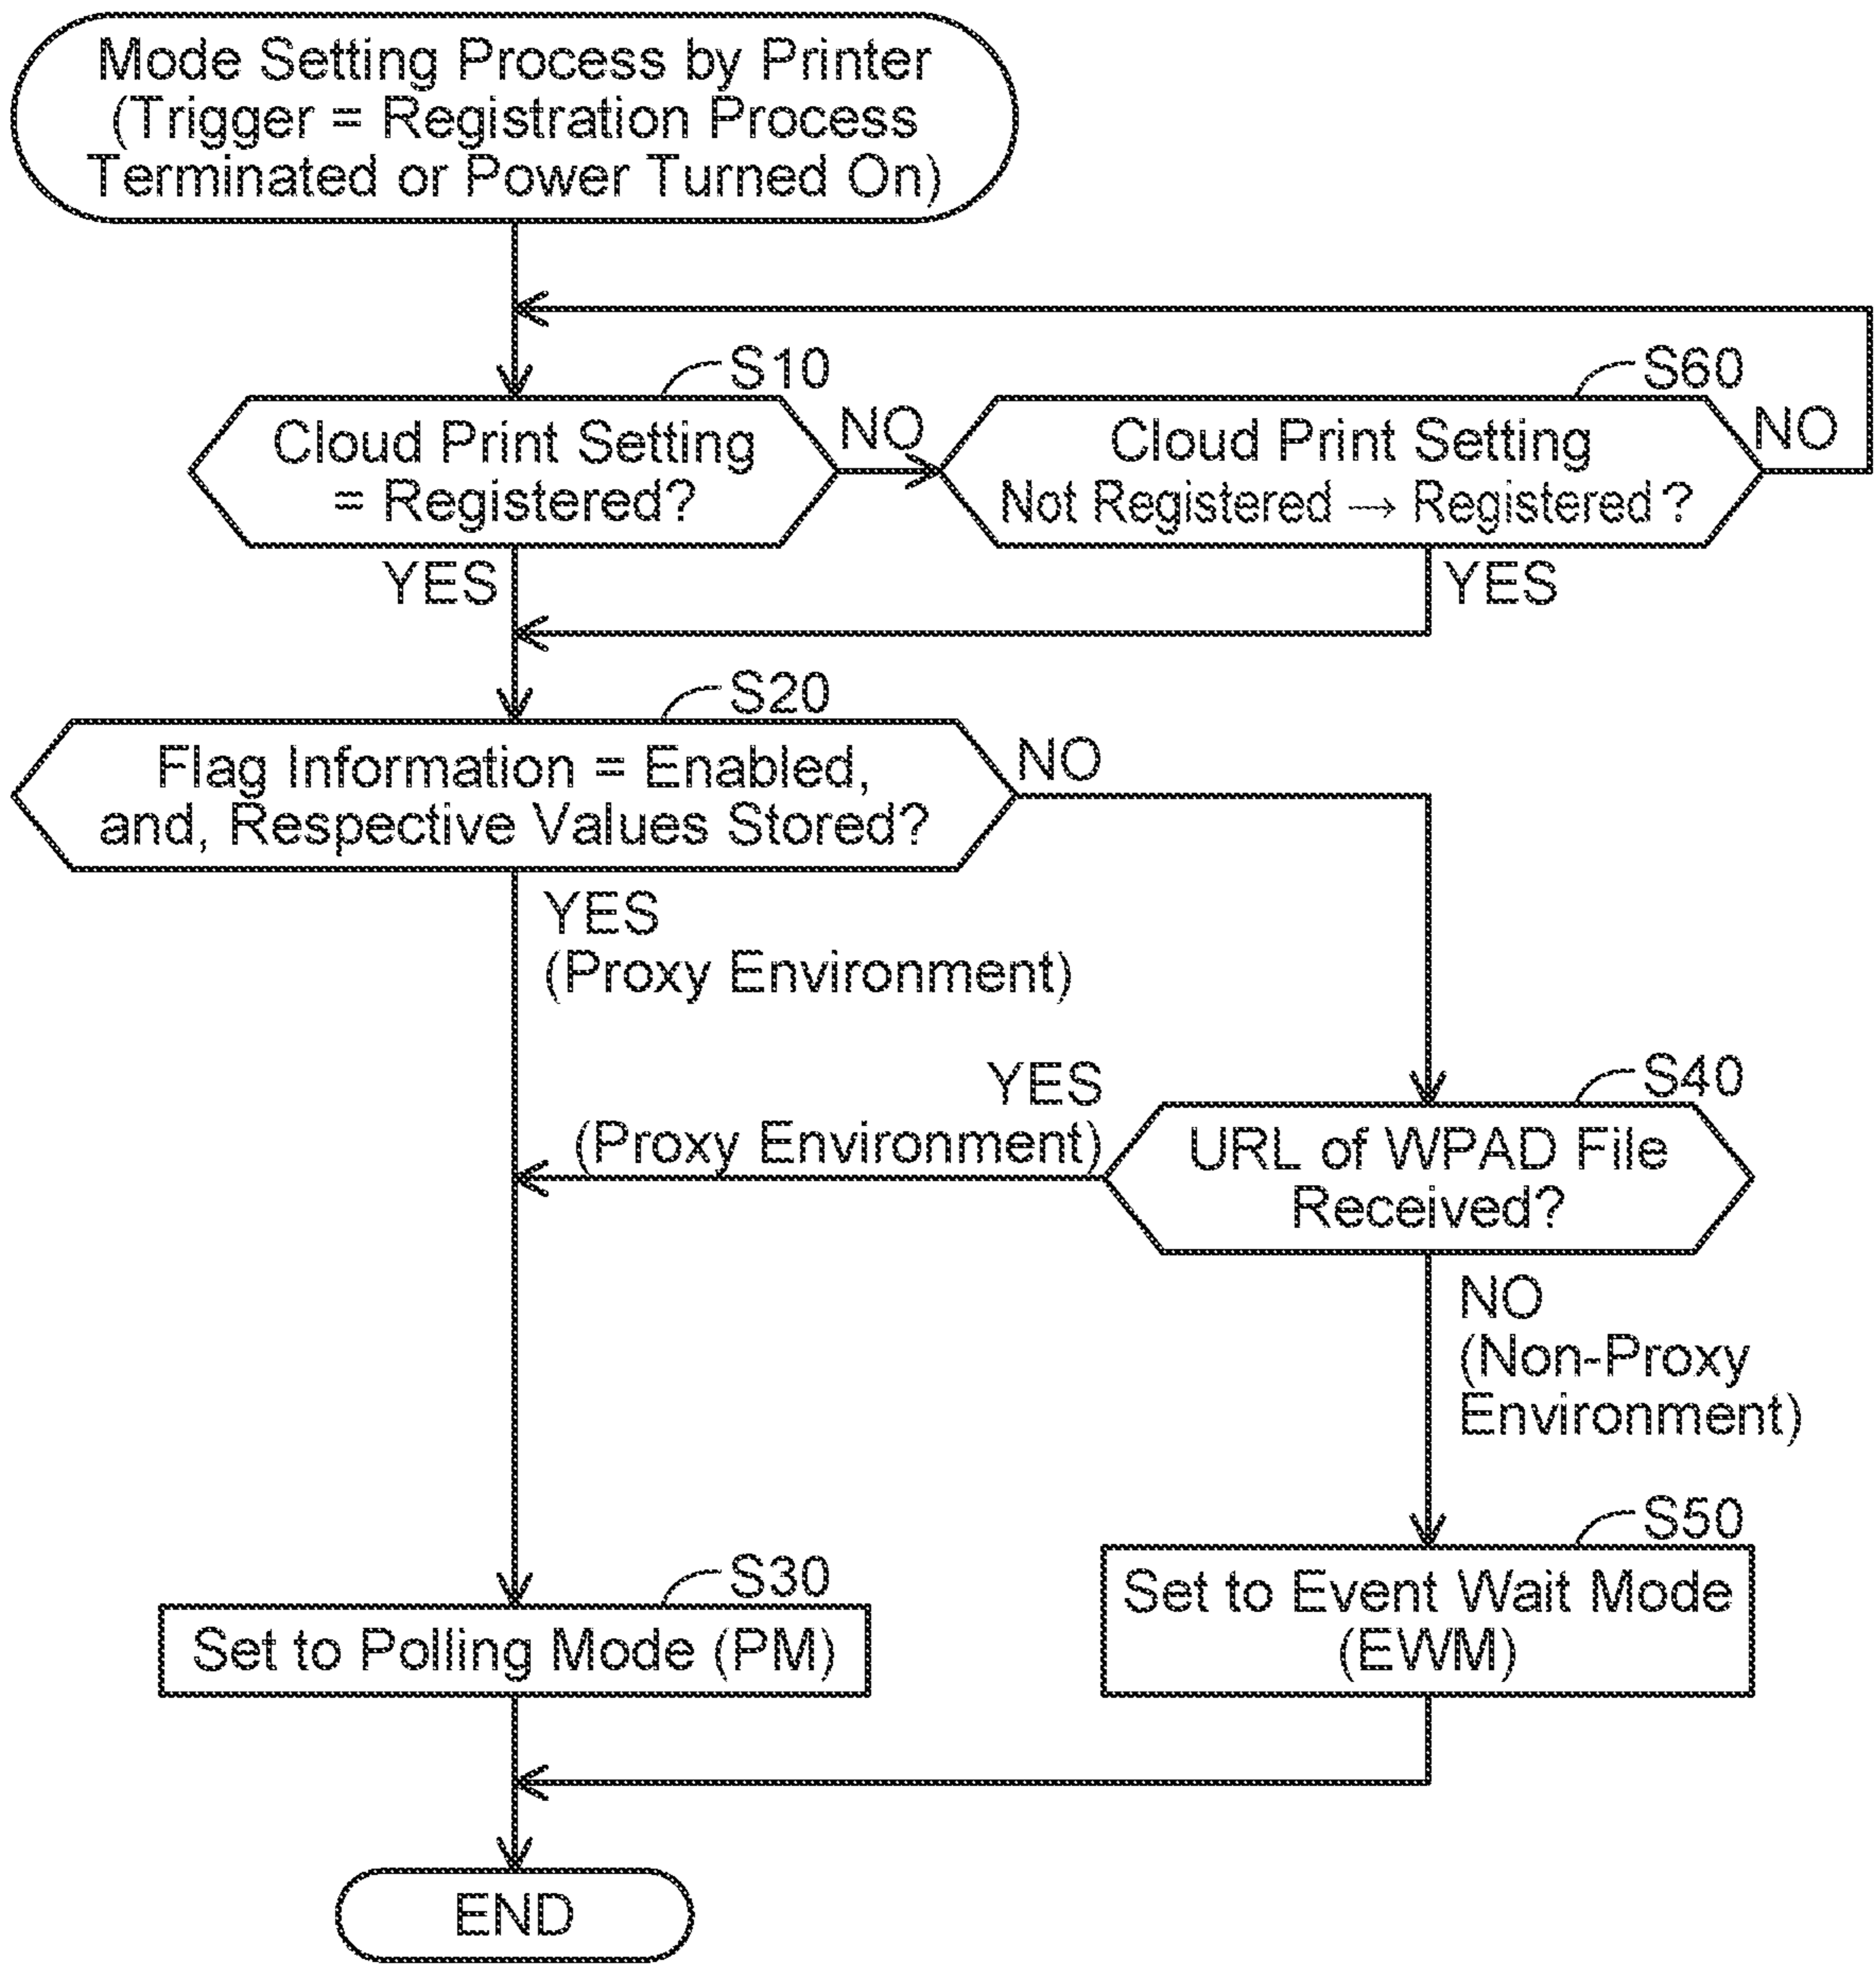 Mode Setting Process by Printer
(Trigger = Registration Process
Terminated or Power Turned On)
S10
Cloud Print Setting
= Registered?
NO
S60
Cloud Print Setting
Not Registered → Registered ?
NO
YES
YES
S20
Flag Information = Enabled,
and, Respective Values Stored?
NO
YES
(Proxy Environment)
YES
(Proxy Environment)
S40
URL of WPAD File
Received?
NO
(Non-Proxy
Environment)
S30
Set to Polling Mode (PM)
S50
Set to Event Wait Mode
(EWM)
END